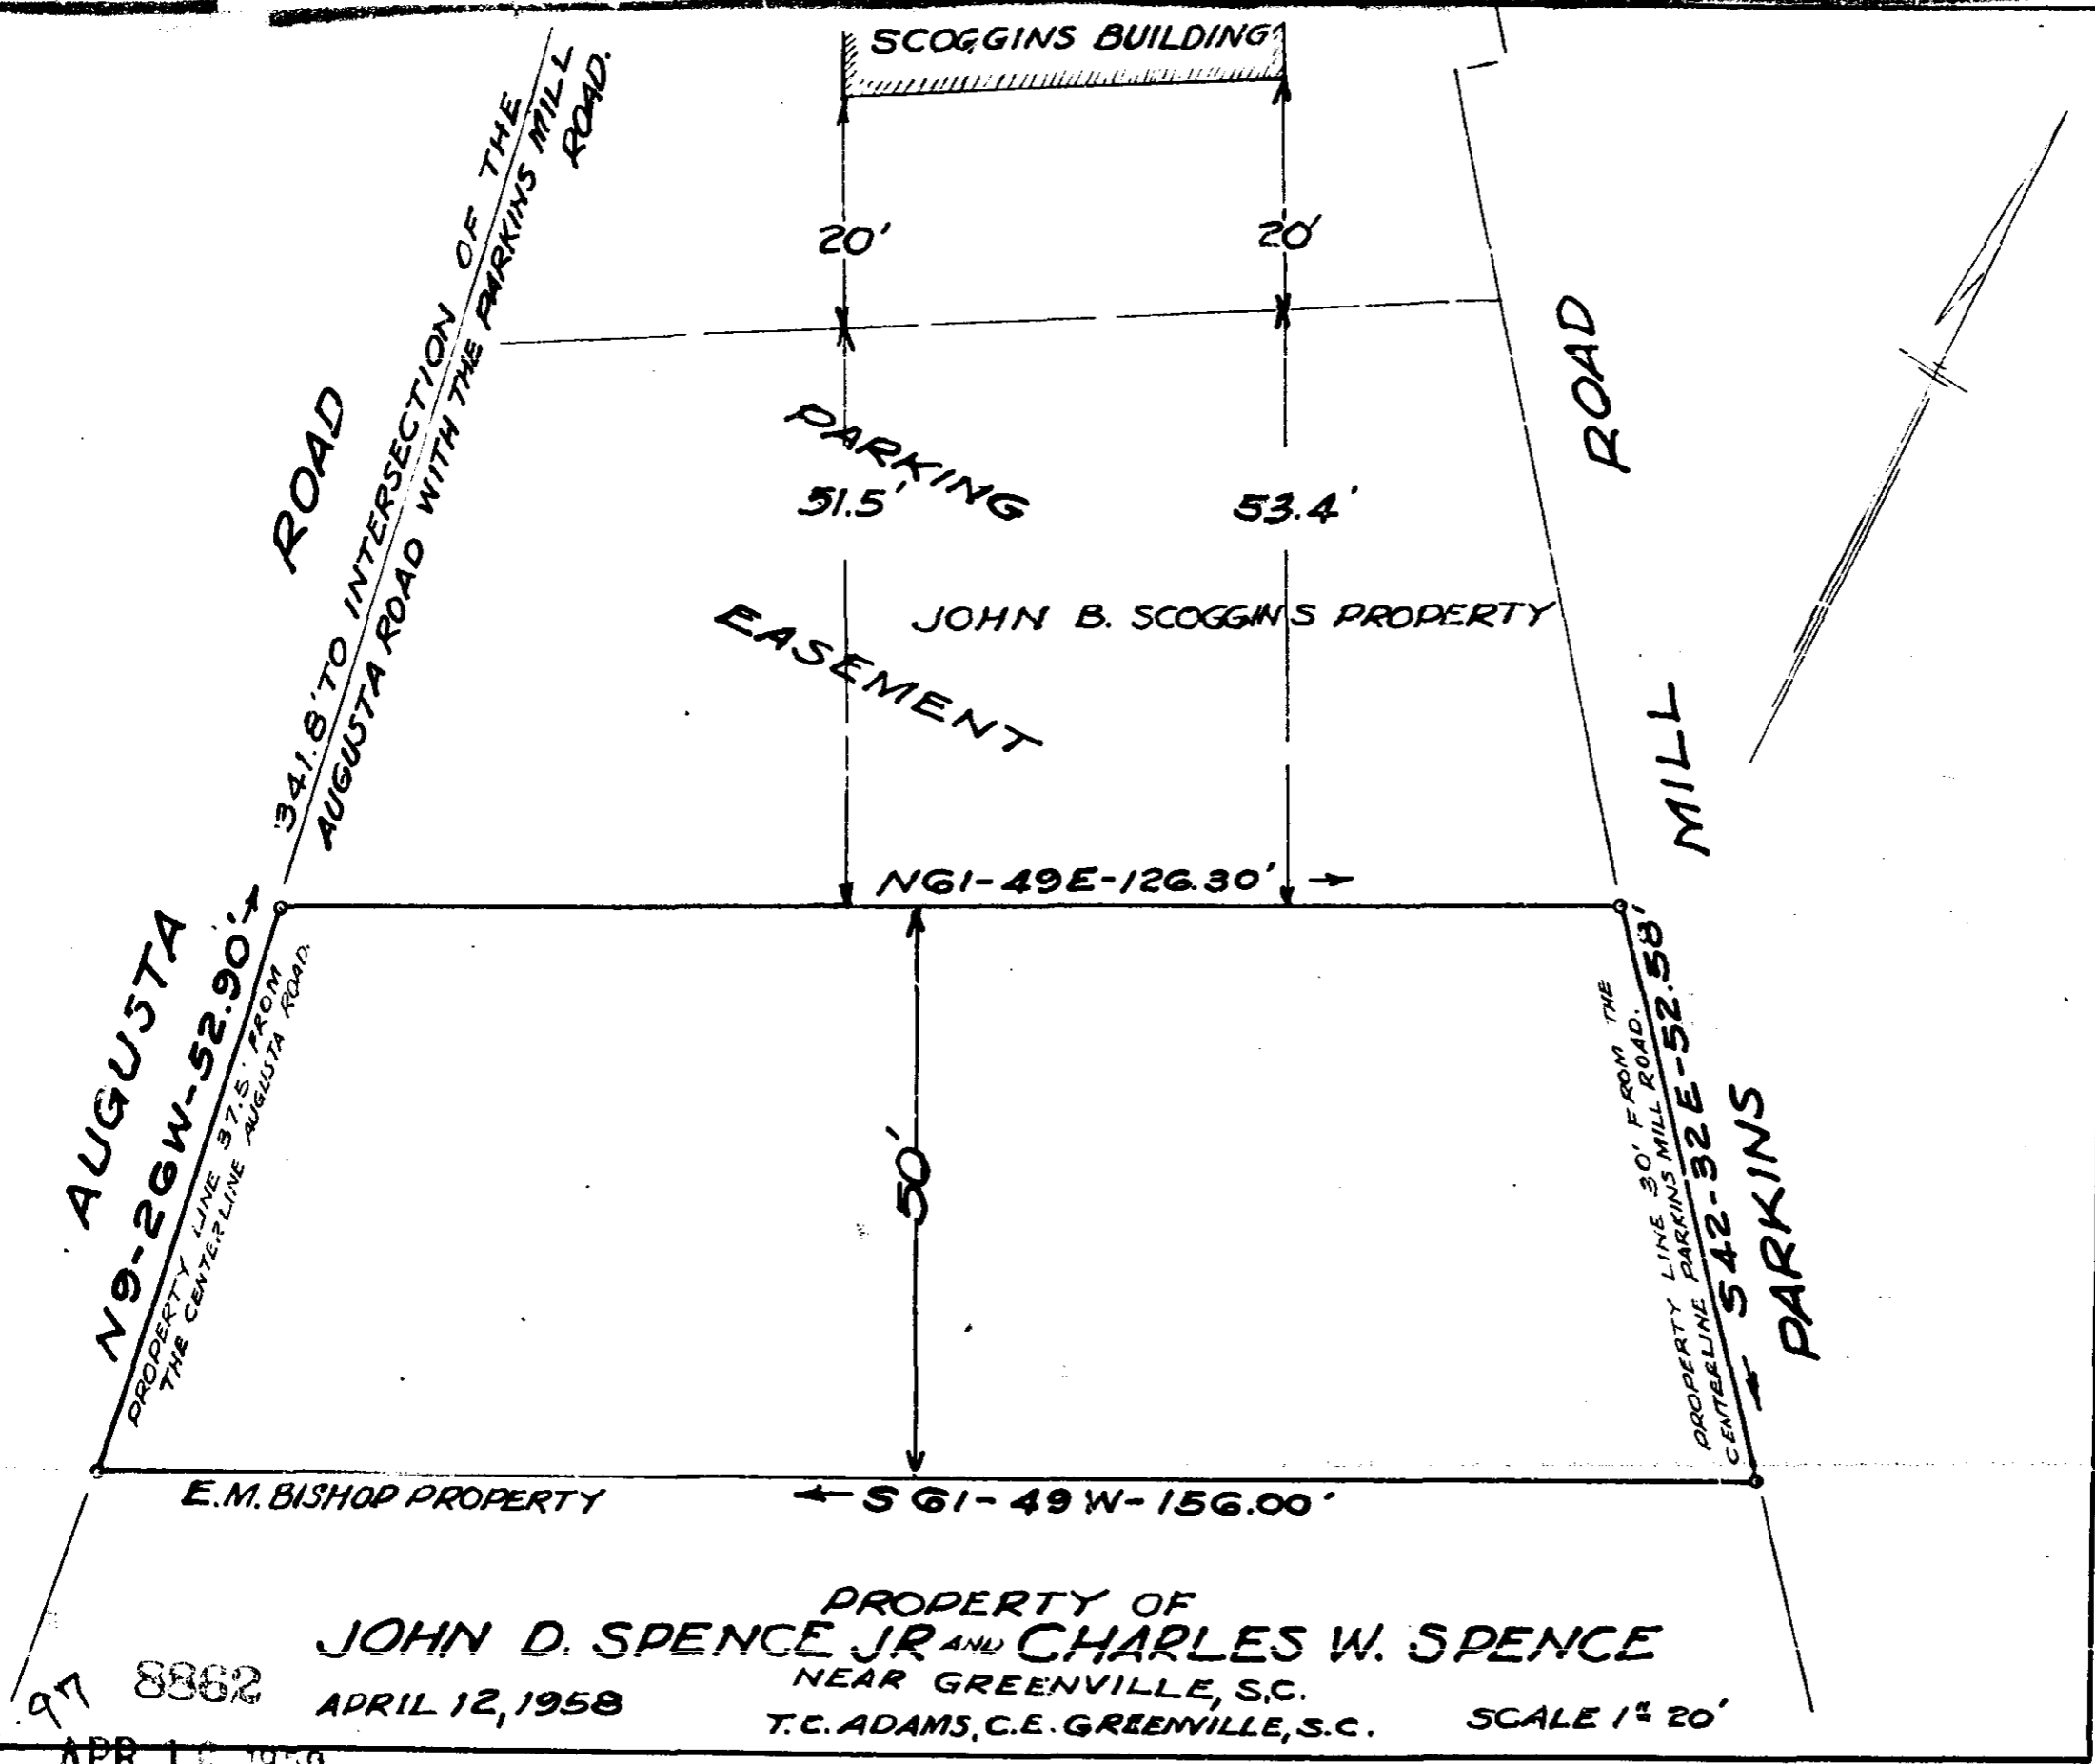 SCOGGINS BUILDING
341.8' TO INTERSECTION OF THE
AUGUSTA ROAD WITH THE PARKINS MILL
ROAD.
20'
20'
AUGUSTA ROAD
PARKINS MILL ROAD
PARKING
51.5'
53.4'
EASEMENT
JOHN B. SCOGGINS PROPERTY
N61-49E-126.30'
N9-26W-52.90'
PROPERTY LINE 37.5' FROM
THE CENTERLINE AUGUSTA ROAD.
50'
PROPERTY LINE 30' FROM THE
CENTERLINE PARKINS MILL ROAD.
S42-32E-52.58'
E.M. BISHOP PROPERTY
S61-49W-156.00'
PROPERTY OF
JOHN D. SPENCE JR AND CHARLES W. SPENCE
NEAR GREENVILLE, S.C.
APRIL 12, 1958
T.C. ADAMS, C.E. GREENVILLE, S.C.
SCALE 1"=20'
97
8862
APR